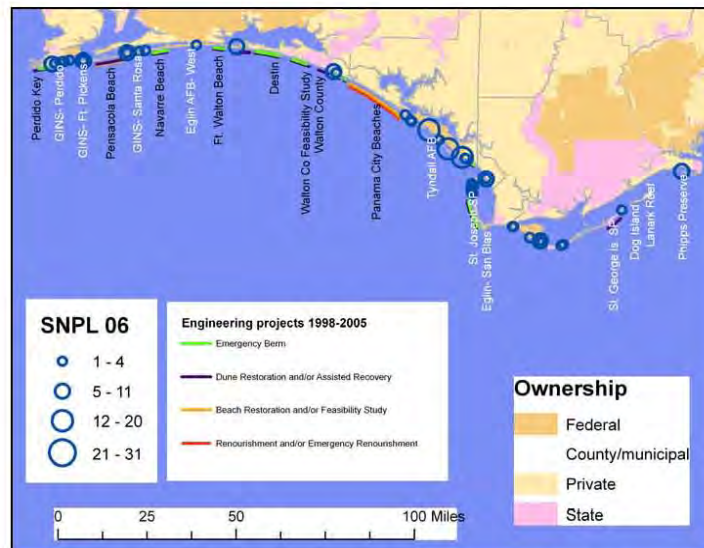 Perdido Key
GINS- Perdido
GINS- Ft. Pickens
Pensacola Beach
GINS- Santa Rosa
Navarre Beach
Eglin AFB- West
Ft. Walton Beach
Destin
Walton Co Feasibility Study
Walton County
Panama City Beaches
Tyndall AFB
St. Joseph SP
Eglin- San Blas
St. George Is. SP
Dog Island
Lanark Reef
Phipps Preserve
SNPL 06
1 - 4
5 - 11
12 - 20
21 - 31
Engineering projects 1998-2005
Emergency Berm
Dune Restoration and/or Assisted Recovery
Beach Restoration and/or Feasibility Study
Renourishment and/or Emergency Renourishment
Ownership
Federal
County/municipal
Private
State
0 25 50 100 Miles